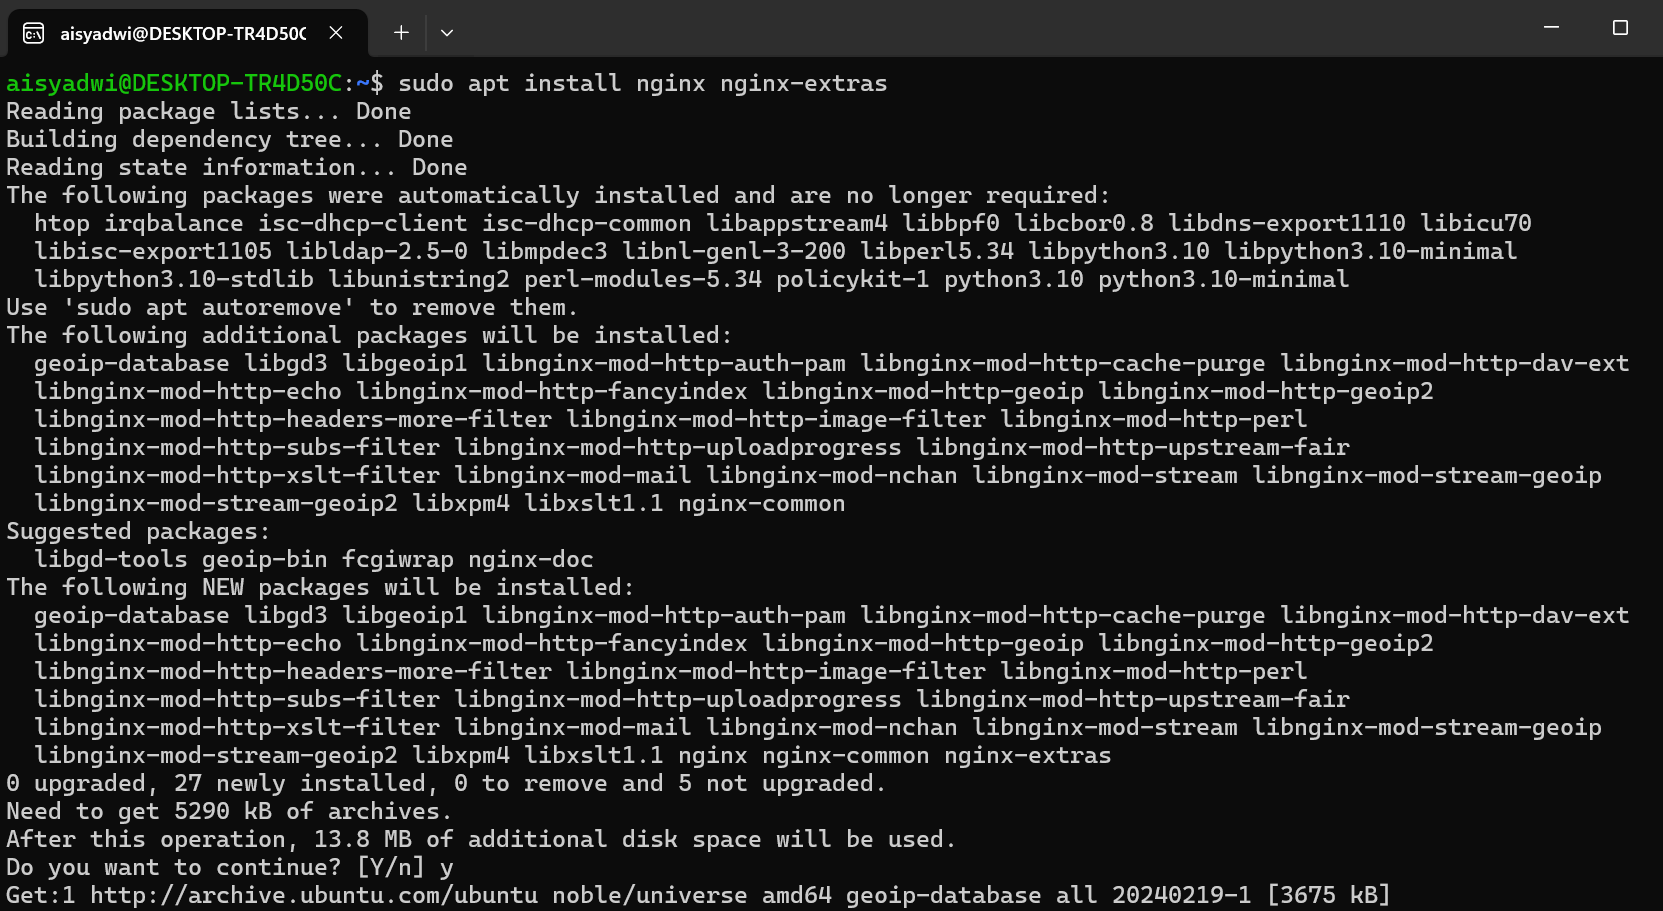 aisyadwi@DESKTOP-TR4D50C
aisyadwi@DESKTOP-TR4D50C:~$ sudo apt install nginx nginx-extras
Reading package lists... Done
Building dependency tree... Done
Reading state information... Done
The following packages were automatically installed and are no longer required:
  htop irqbalance isc-dhcp-client isc-dhcp-common libappstream4 libbpf0 libcbor0.8 libdns-export1110 libicu70
  libisc-export1105 libldap-2.5-0 libmpdec3 libnl-genl-3-200 libperl5.34 libpython3.10 libpython3.10-minimal
  libpython3.10-stdlib libunistring2 perl-modules-5.34 policykit-1 python3.10 python3.10-minimal
Use 'sudo apt autoremove' to remove them.
The following additional packages will be installed:
  geoip-database libgd3 libgeoip1 libnginx-mod-http-auth-pam libnginx-mod-http-cache-purge libnginx-mod-http-dav-ext
  libnginx-mod-http-echo libnginx-mod-http-fancyindex libnginx-mod-http-geoip libnginx-mod-http-geoip2
  libnginx-mod-http-headers-more-filter libnginx-mod-http-image-filter libnginx-mod-http-perl
  libnginx-mod-http-subs-filter libnginx-mod-http-uploadprogress libnginx-mod-http-upstream-fair
  libnginx-mod-http-xslt-filter libnginx-mod-mail libnginx-mod-nchan libnginx-mod-stream libnginx-mod-stream-geoip
  libnginx-mod-stream-geoip2 libxpm4 libxslt1.1 nginx-common
Suggested packages:
  libgd-tools geoip-bin fcgiwrap nginx-doc
The following NEW packages will be installed:
  geoip-database libgd3 libgeoip1 libnginx-mod-http-auth-pam libnginx-mod-http-cache-purge libnginx-mod-http-dav-ext
  libnginx-mod-http-echo libnginx-mod-http-fancyindex libnginx-mod-http-geoip libnginx-mod-http-geoip2
  libnginx-mod-http-headers-more-filter libnginx-mod-http-image-filter libnginx-mod-http-perl
  libnginx-mod-http-subs-filter libnginx-mod-http-uploadprogress libnginx-mod-http-upstream-fair
  libnginx-mod-http-xslt-filter libnginx-mod-mail libnginx-mod-nchan libnginx-mod-stream libnginx-mod-stream-geoip
  libnginx-mod-stream-geoip2 libxpm4 libxslt1.1 nginx nginx-common nginx-extras
0 upgraded, 27 newly installed, 0 to remove and 5 not upgraded.
Need to get 5290 kB of archives.
After this operation, 13.8 MB of additional disk space will be used.
Do you want to continue? [Y/n] y
Get:1 http://archive.ubuntu.com/ubuntu noble/universe amd64 geoip-database all 20240219-1 [3675 kB]